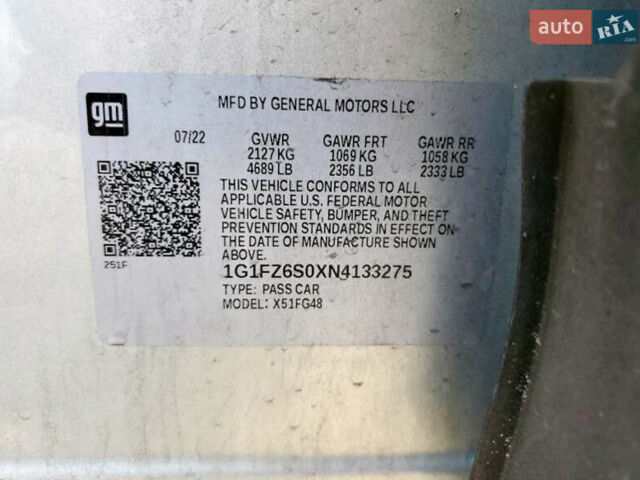 auto RIA
.com
gm
MFD BY GENERAL MOTORS LLC
07/22 GVWR GAWR FRT GAWR RR
2127 KG 1069 KG 1058 KG
4689 LB 2356 LB 2333 LB
THIS VEHICLE CONFORMS TO ALL
APPLICABLE U.S. FEDERAL MOTOR
VEHICLE SAFETY, BUMPER, AND THEFT
PREVENTION STANDARDS IN EFFECT ON
THE DATE OF MANUFACTURE SHOWN
ABOVE.
251F
1G1FZ6S0XN4133275
TYPE: PASS CAR
MODEL: X51FG48